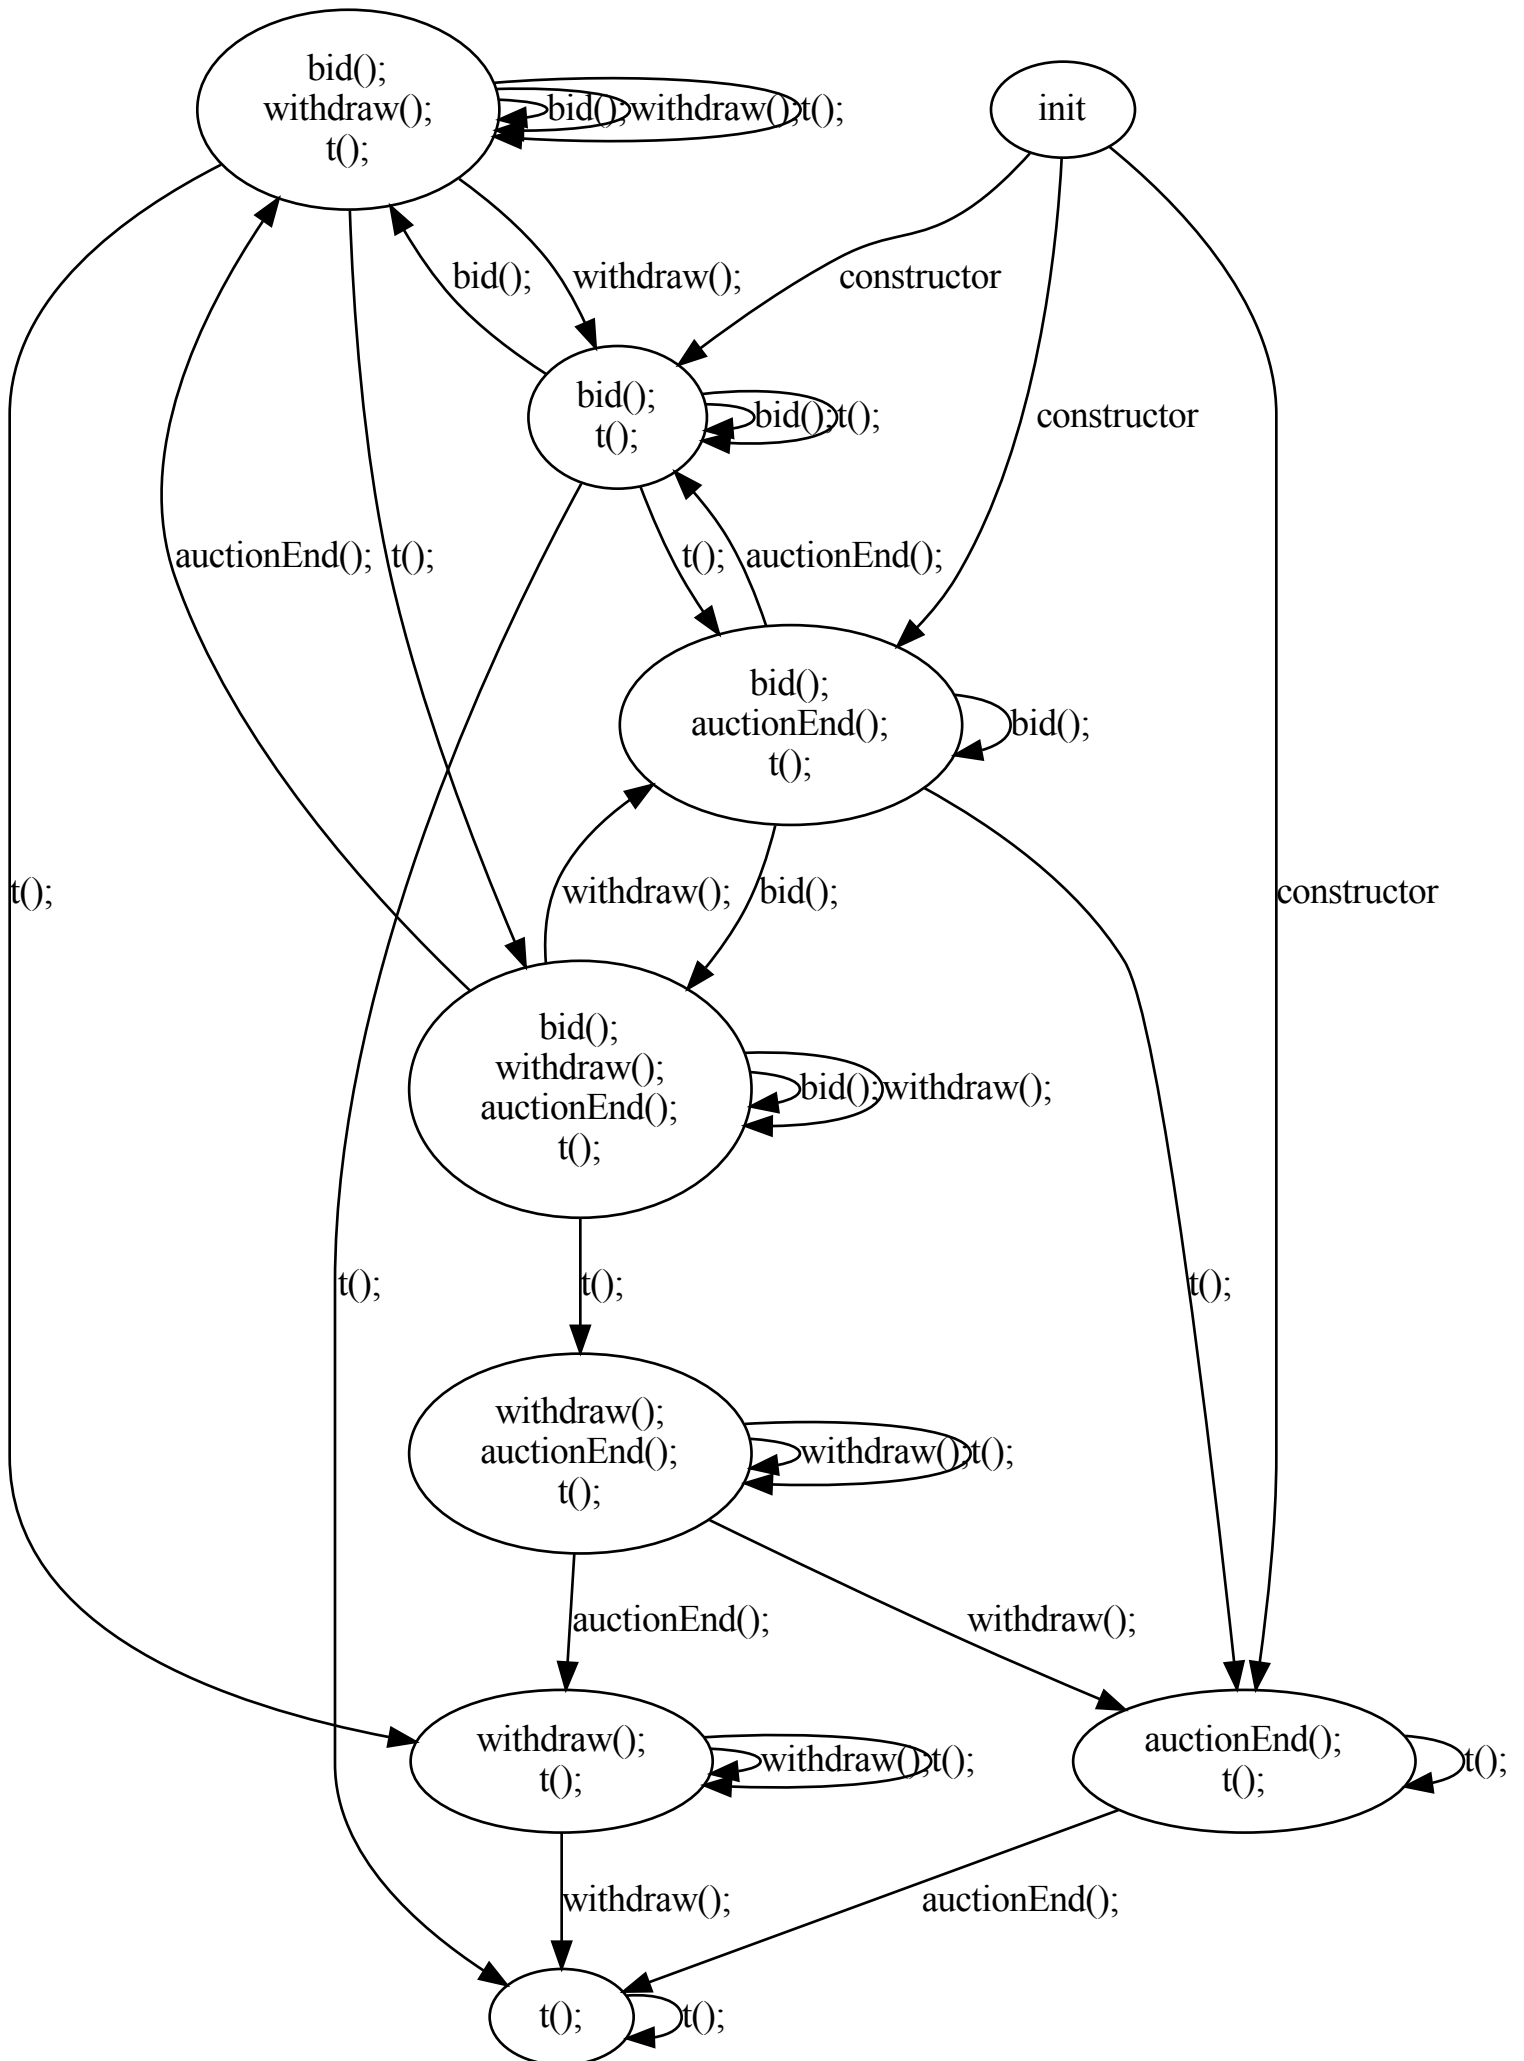 bid();
withdraw();
t();
bid();
withdraw();
t();
init
bid();
withdraw();
constructor
bid();
t();
bid();
t();
constructor
auctionEnd();
t();
t();
auctionEnd();
bid();
auctionEnd();
t();
bid();
t();
withdraw();
bid();
constructor
bid();
withdraw();
auctionEnd();
t();
bid();
withdraw();
t();
t();
t();
withdraw();
auctionEnd();
t();
withdraw();
t();
auctionEnd();
withdraw();
withdraw();
t();
withdraw();
t();
auctionEnd();
t();
t();
withdraw();
auctionEnd();
t();
t();